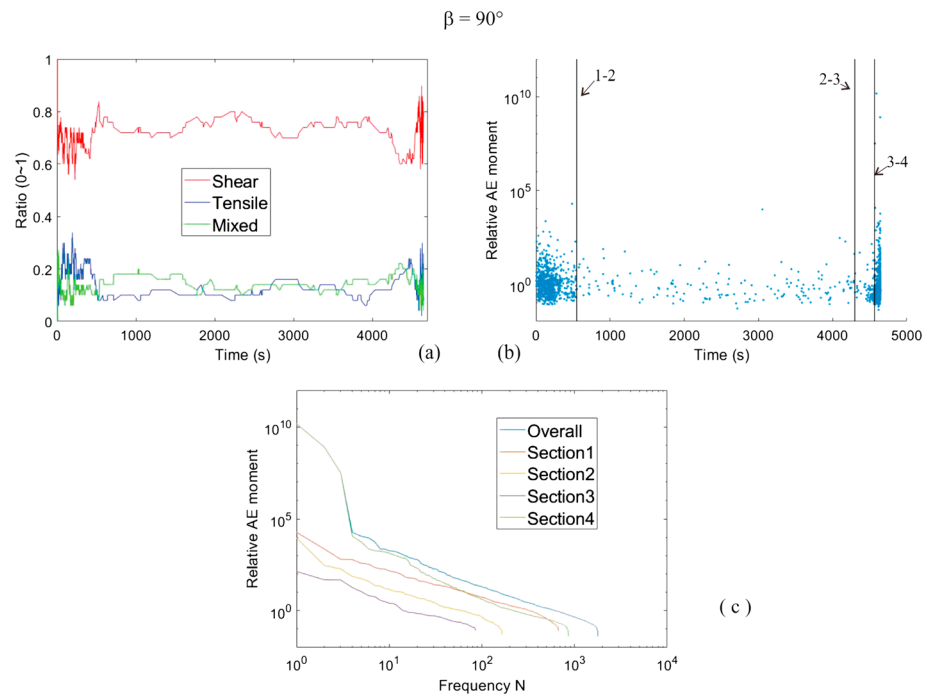 β = 90°
1
0.8
0.6
0.4
0.2
0
Ratio (0~1)
Shear
Tensile
Mixed
0 1000 2000 3000 4000
Time (s)
(a)
10^10
10^5
10^0
Relative AE moment
1-2
2-3
3-4
0 1000 2000 3000 4000 5000
Time (s)
(b)
10^10
10^5
10^0
Relative AE moment
Overall
Section1
Section2
Section3
Section4
10^0 10^1 10^2 10^3 10^4
Frequency N
( c )